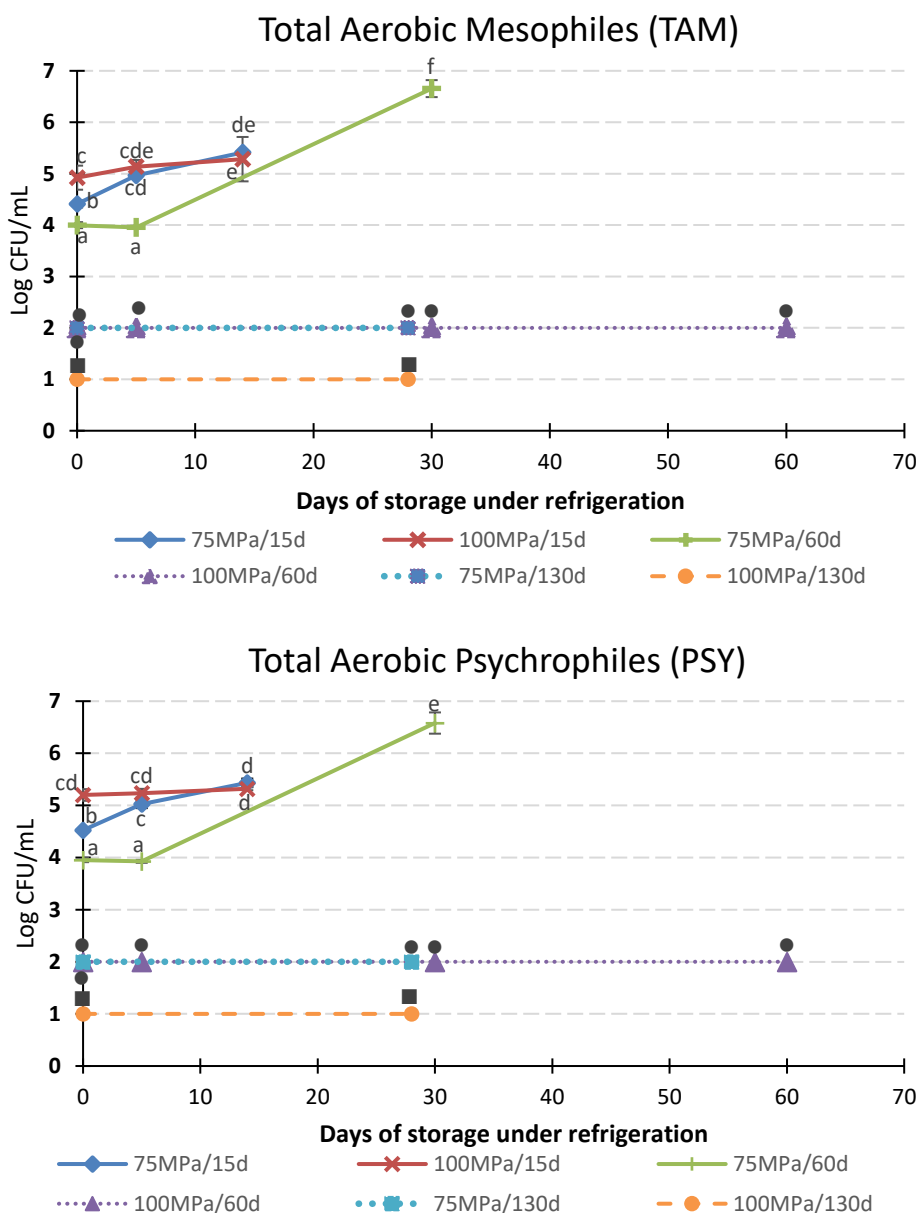 Total Aerobic Mesophiles (TAM)
7
6
5
4
3
2
1
0
Log CFU/mL
f
c
cde
de
b
cd
e
a
a
0 10 20 30 40 50 60 70
Days of storage under refrigeration
75MPa/15d 100MPa/15d 75MPa/60d
100MPa/60d 75MPa/130d 100MPa/130d
Total Aerobic Psychrophiles (PSY)
7
6
5
4
3
2
1
0
Log CFU/mL
e
cd
cd
d
b
c
d
a
a
0 10 20 30 40 50 60 70
Days of storage under refrigeration
75MPa/15d 100MPa/15d 75MPa/60d
100MPa/60d 75MPa/130d 100MPa/130d